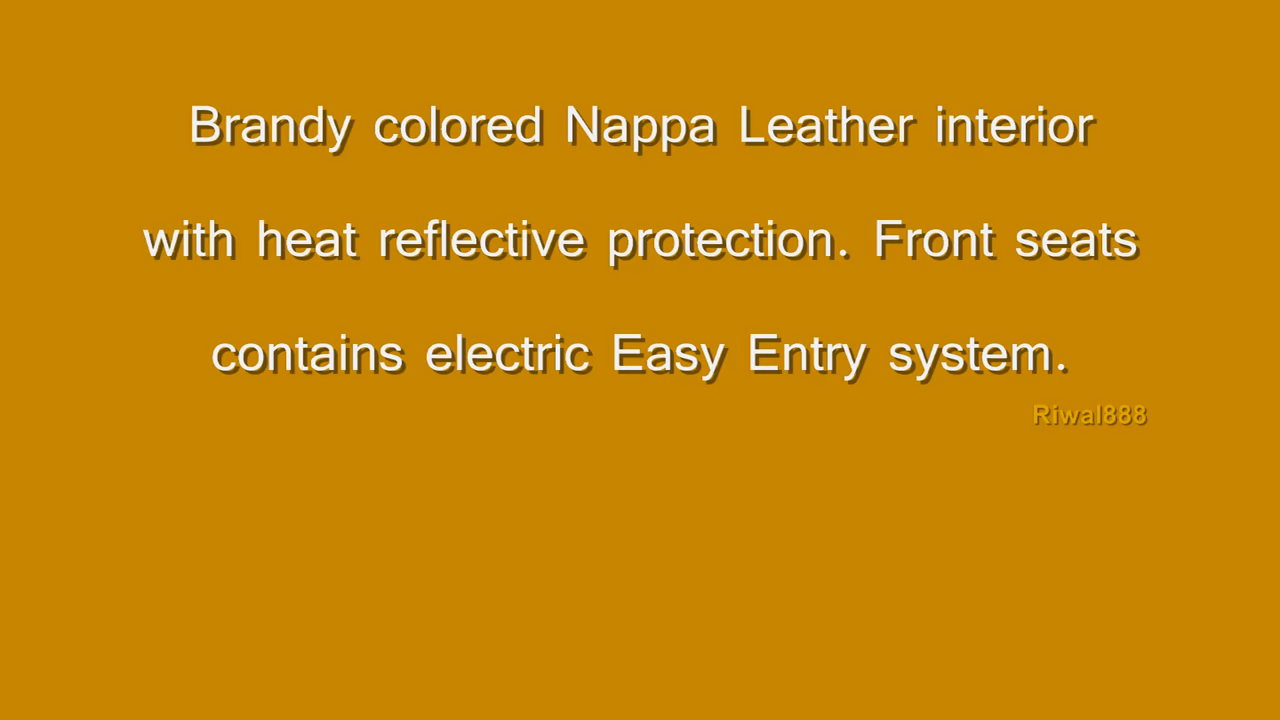 Brandy colored Nappa Leather interior
with heat reflective protection. Front seats
contains electric Easy Entry system.
Riwal888